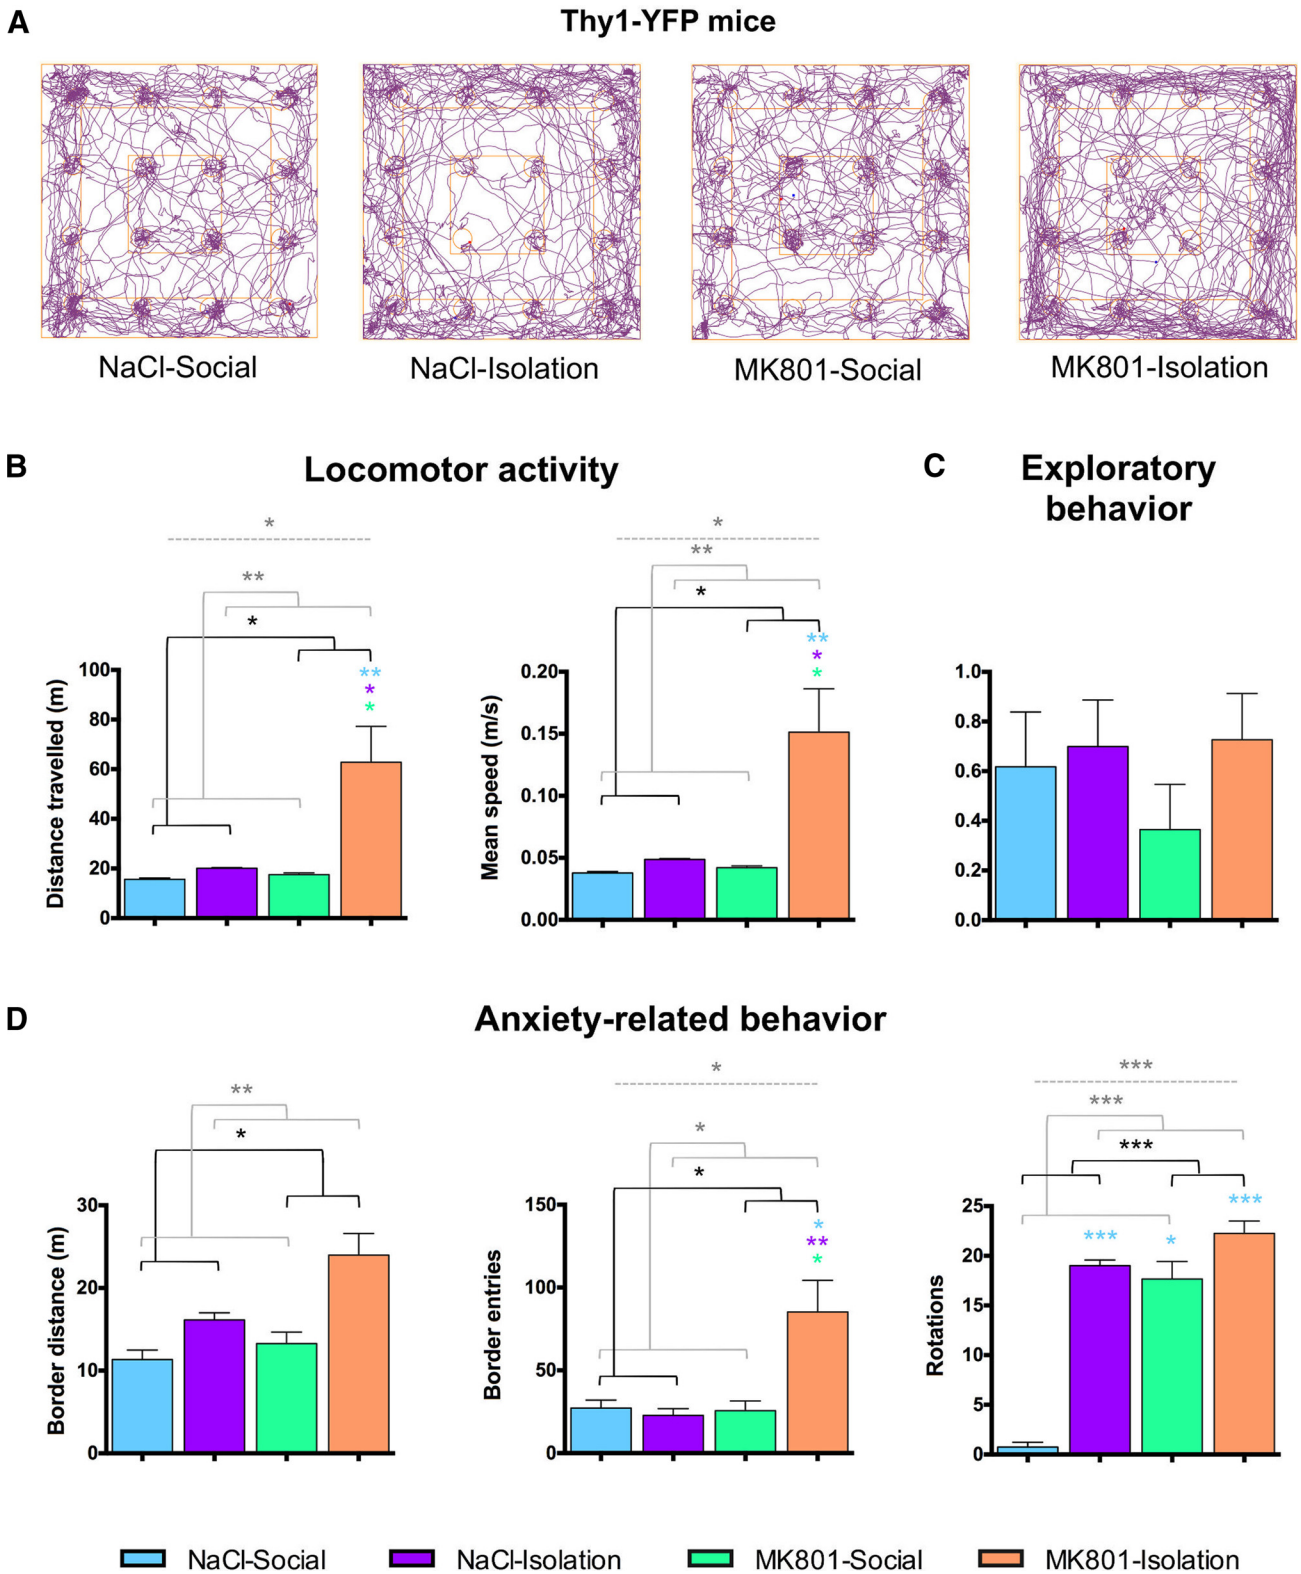 A
Thy1-YFP mice
NaCl-Social
NaCl-Isolation
MK801-Social
MK801-Isolation
B
Locomotor activity
C
Exploratory
behavior
*
**
*
**
*
*
Distance travelled (m)
100
80
60
40
20
0
*
**
*
**
*
*
Mean speed (m/s)
0.20
0.15
0.10
0.05
0.00
1.0
0.8
0.6
0.4
0.2
0.0
D
Anxiety-related behavior
**
*
Border distance (m)
30
20
10
0
*
*
*
*
**
*
Border entries
150
100
50
0
***
***
***
***
*
***
Rotations
25
20
15
10
5
0
NaCl-Social
NaCl-Isolation
MK801-Social
MK801-Isolation